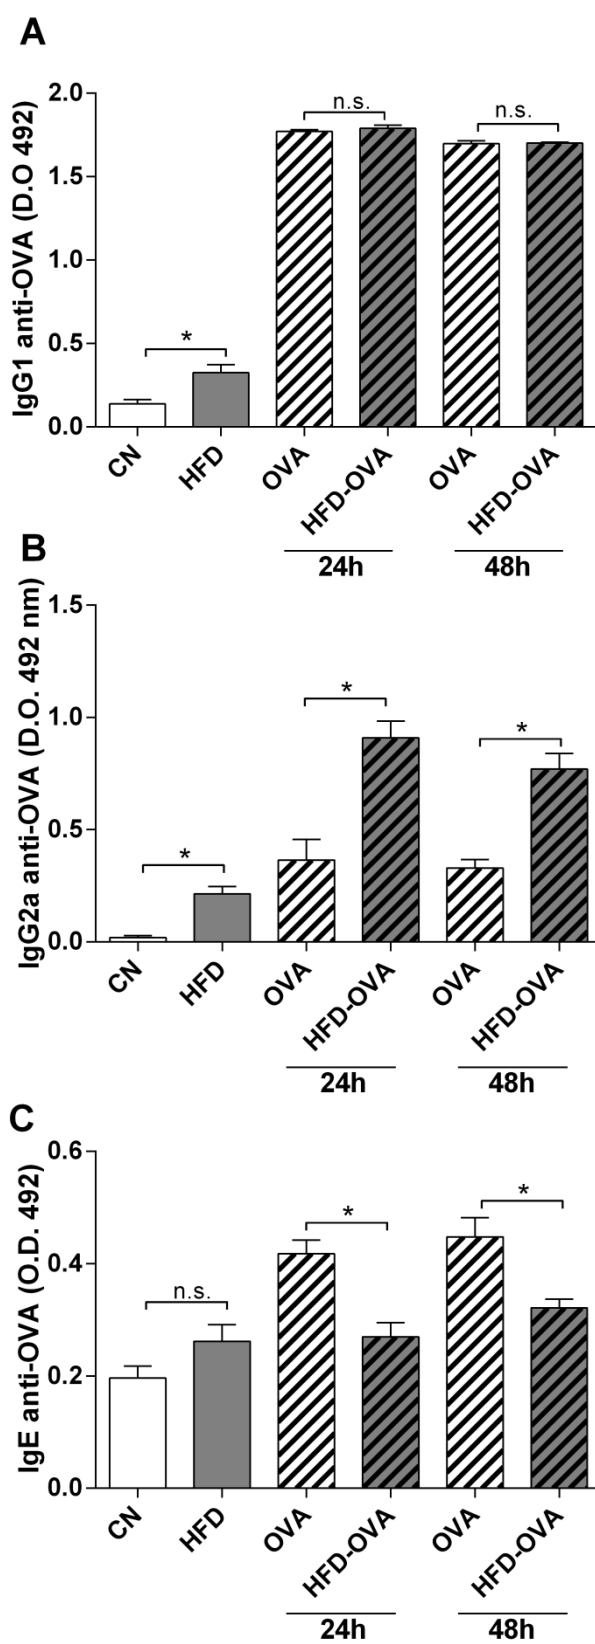 A
IgG1 anti-OVA (D.O 492)
2.0
1.5
1.0
0.5
0.0
*
n.s.
n.s.
CN
HFD
OVA
HFD-OVA
OVA
HFD-OVA
24h
48h
B
IgG2a anti-OVA (D.O. 492 nm)
1.5
1.0
0.5
0.0
*
*
*
CN
HFD
OVA
HFD-OVA
OVA
HFD-OVA
24h
48h
C
IgE anti-OVA (O.D. 492)
0.6
0.4
0.2
0.0
n.s.
*
*
CN
HFD
OVA
HFD-OVA
OVA
HFD-OVA
24h
48h